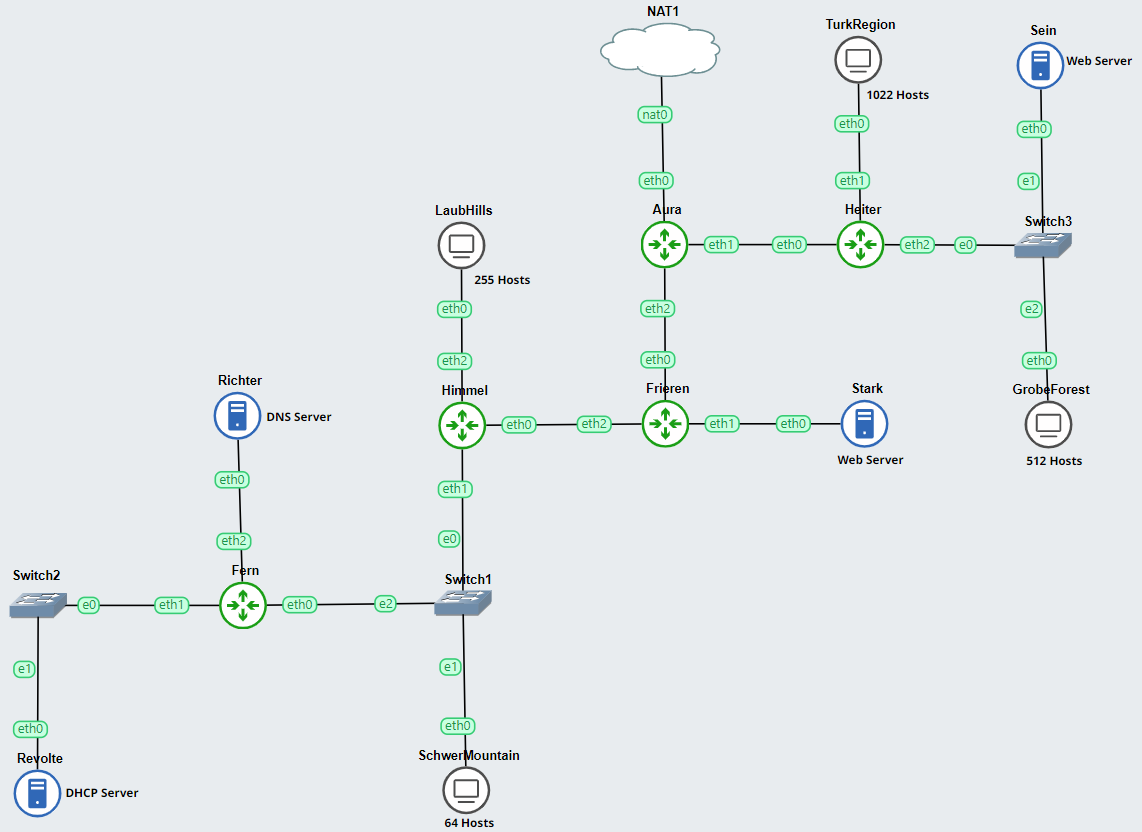 NAT1
TurkRegion
Sein
Web Server
1022 Hosts
nat0
eth0
eth0
eth0
eth1
e1
LaubHills
Aura
Heiter
Switch3
eth1
eth0
eth2
e0
255 Hosts
eth0
eth2
e2
eth2
eth0
eth0
Richter
Himmel
Frieren
Stark
GrobeForest
DNS Server
eth0
eth2
eth1
eth0
Web Server
512 Hosts
eth0
eth1
eth2
e0
Switch2
Fern
Switch1
e0
eth1
eth0
e2
e1
e1
eth0
eth0
Revolte
SchwerMountain
DHCP Server
64 Hosts